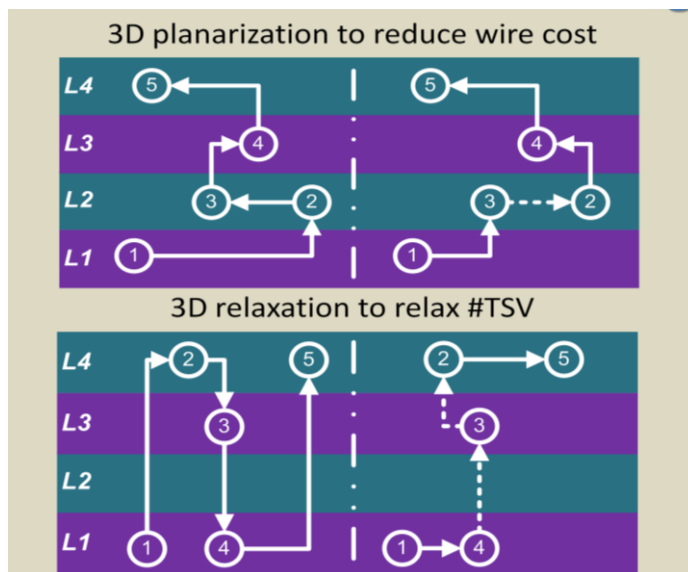 3D planarization to reduce wire cost
L4 5 5
L3 4 4
L2 3 2 3 2
L1 1 1
3D relaxation to relax #TSV
L4 2 5 2 5
L3 3 3
L2
L1 1 4 1 4